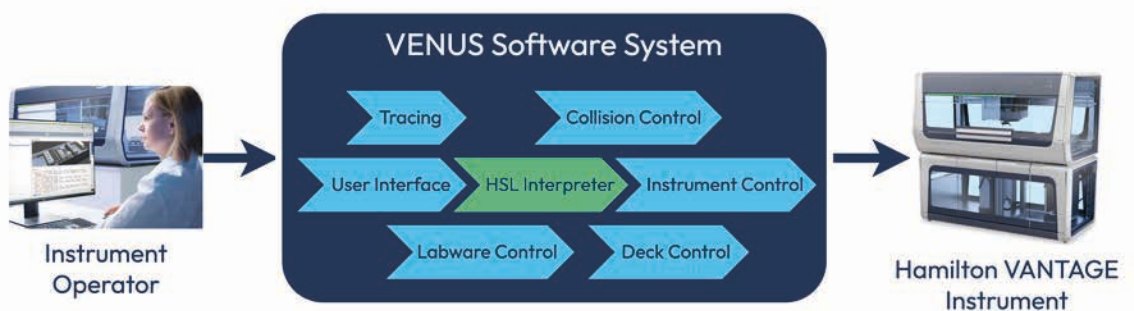 VENUS Software System
Tracing
Collision Control
User Interface
HSL Interpreter
Instrument Control
Labware Control
Deck Control
Instrument
Operator
Hamilton VANTAGE
Instrument